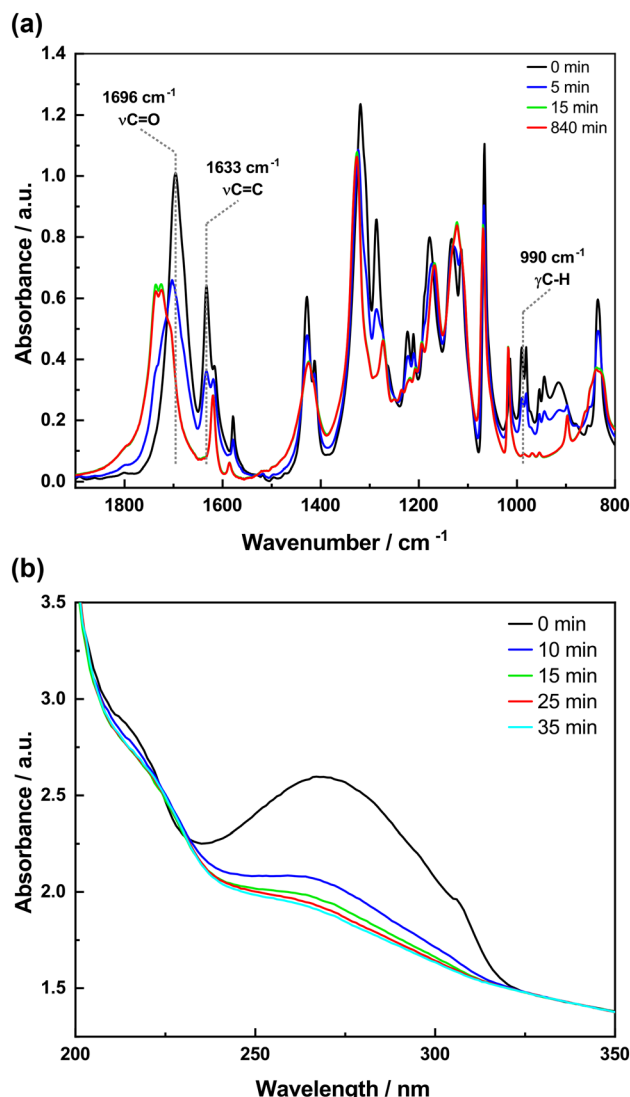 (a)
1696 cm-1
νC=O
1633 cm-1
νC=C
990 cm-1
γC-H
0 min
5 min
15 min
840 min
Absorbance / a.u.
1.4
1.2
1.0
0.8
0.6
0.4
0.2
0.0
1800 1600 1400 1200 1000 800
Wavenumber / cm -1
(b)
0 min
10 min
15 min
25 min
35 min
Absorbance / a.u.
3.5
3.0
2.5
2.0
1.5
200 250 300 350
Wavelength / nm